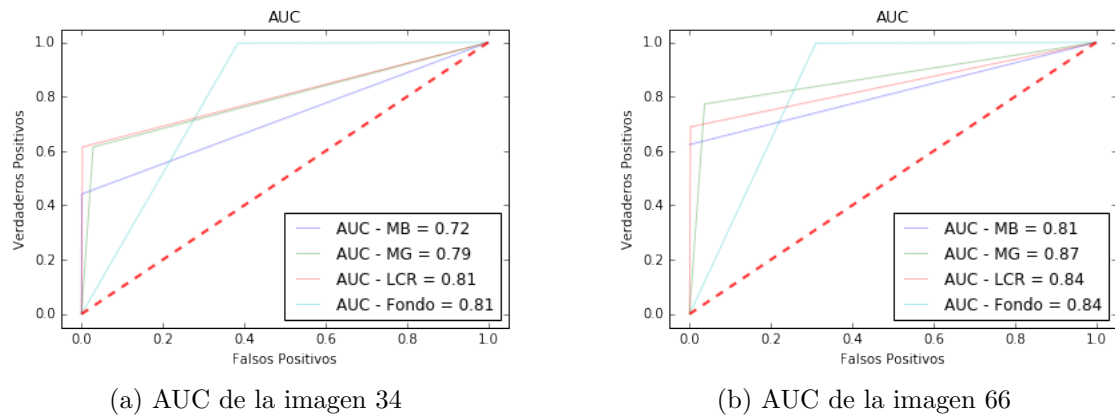 AUC
1.0
0.8
0.6
0.4
0.2
0.0
Verdaderos Positivos
AUC - MB = 0.72
AUC - MG = 0.79
AUC - LCR = 0.81
AUC - Fondo = 0.81
0.0 0.2 0.4 0.6 0.8 1.0
Falsos Positivos
(a) AUC de la imagen 34
AUC
1.0
0.8
0.6
0.4
0.2
0.0
Verdaderos Positivos
AUC - MB = 0.81
AUC - MG = 0.87
AUC - LCR = 0.84
AUC - Fondo = 0.84
0.0 0.2 0.4 0.6 0.8 1.0
Falsos Positivos
(b) AUC de la imagen 66